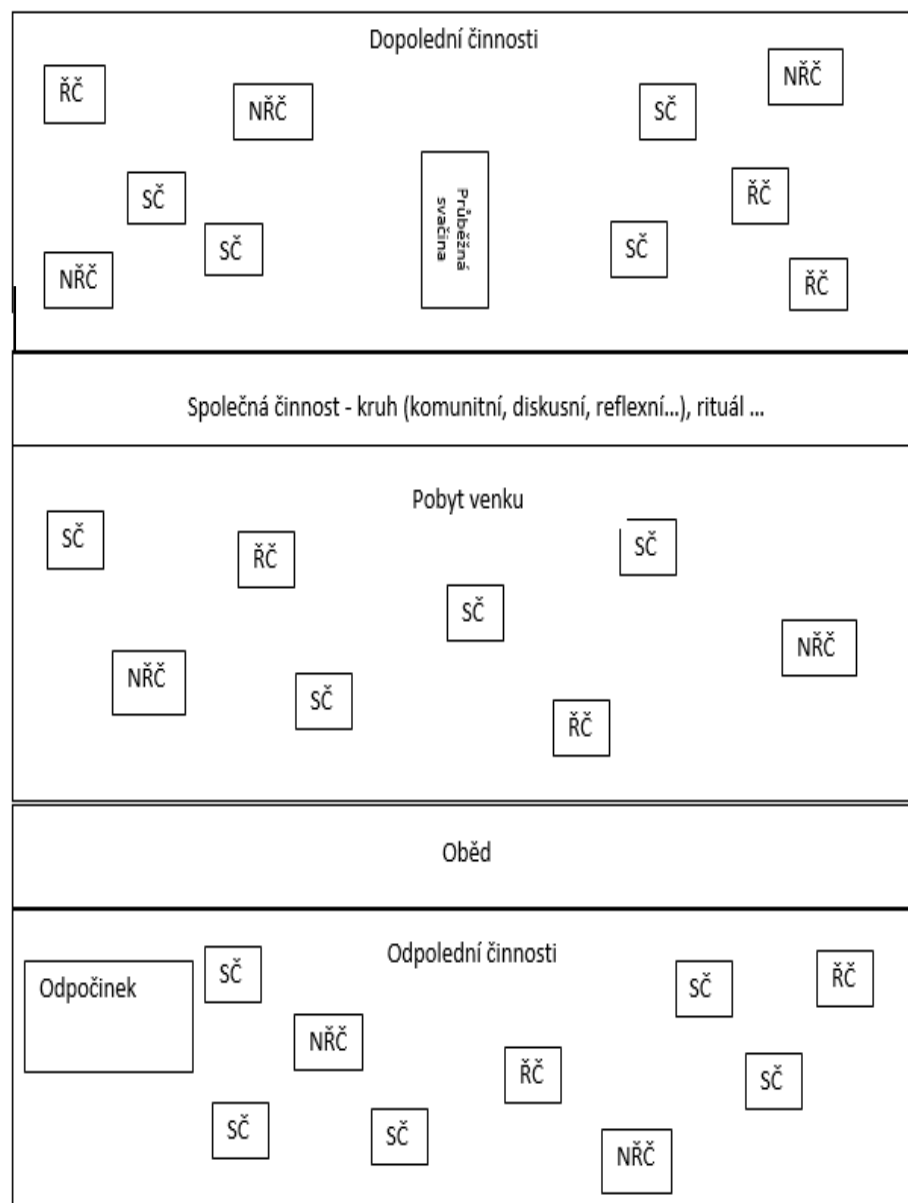 Dopolední činnosti
ŘČ
NŘČ
SČ
NŘČ
SČ
SČ
NŘČ
Průběžná
svačina
SČ
ŘČ
SČ
ŘČ
Společná činnost - kruh (komunitní, diskusní, reflexní...), rituál ...
Pobyt venku
SČ
ŘČ
SČ
SČ
NŘČ
NŘČ
SČ
ŘČ
Oběd
Odpolední činnosti
Odpočinek
SČ
SČ
ŘČ
NŘČ
ŘČ
SČ
SČ
SČ
NŘČ